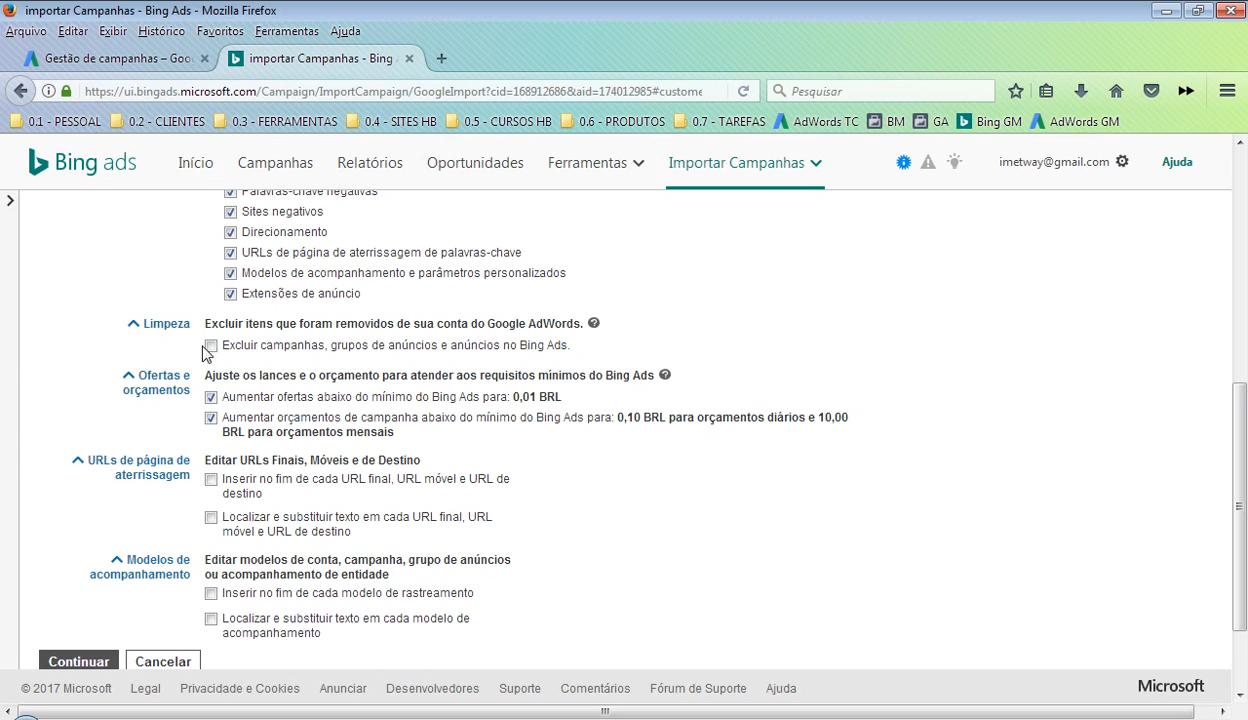 importar Campanhas - Bing Ads - Mozilla Firefox
Arquivo Editar Exibir Histórico Favoritos Ferramentas Ajuda
Gestão de campanhas – Goo
importar Campanhas - Bing A
https://ui.bingads.microsoft.com/Campaign/ImportCampaign/GoogleImport?cid=168912686&aid=174012985#custome
Pesquisar
0.1 - PESSOAL 0.2 - CLIENTES 0.3 - FERRAMENTAS 0.4 - SITES HB 0.5 - CURSOS HB 0.6 - PRODUTOS 0.7 - TAREFAS AdWords TC BM GA Bing GM AdWords GM
Bing ads Início Campanhas Relatórios Oportunidades Ferramentas Importar Campanhas imetway@gmail.com Ajuda
Palavras-chave negativas
Sites negativos
Direcionamento
URLs de página de aterrissagem de palavras-chave
Modelos de acompanhamento e parâmetros personalizados
Extensões de anúncio
Limpeza Excluir itens que foram removidos de sua conta do Google AdWords.
Excluir campanhas, grupos de anúncios e anúncios no Bing Ads.
Ofertas e orçamentos
Ajuste os lances e o orçamento para atender aos requisitos mínimos do Bing Ads
Aumentar ofertas abaixo do mínimo do Bing Ads para: 0,01 BRL
Aumentar orçamentos de campanha abaixo do mínimo do Bing Ads para: 0,10 BRL para orçamentos diários e 10,00
BRL para orçamentos mensais
URLs de página de
aterrissagem
Editar URLs Finais, Móveis e de Destino
Inserir no fim de cada URL final, URL móvel e URL de
destino
Localizar e substituir texto em cada URL final, URL
móvel e URL de destino
Modelos de
acompanhamento
Editar modelos de conta, campanha, grupo de anúncios
ou acompanhamento de entidade
Inserir no fim de cada modelo de rastreamento
Localizar e substituir texto em cada modelo de
acompanhamento
Continuar Cancelar
© 2017 Microsoft Legal Privacidade e Cookies Anunciar Desenvolvedores Suporte Comentários Fórum de Suporte Ajuda Microsoft